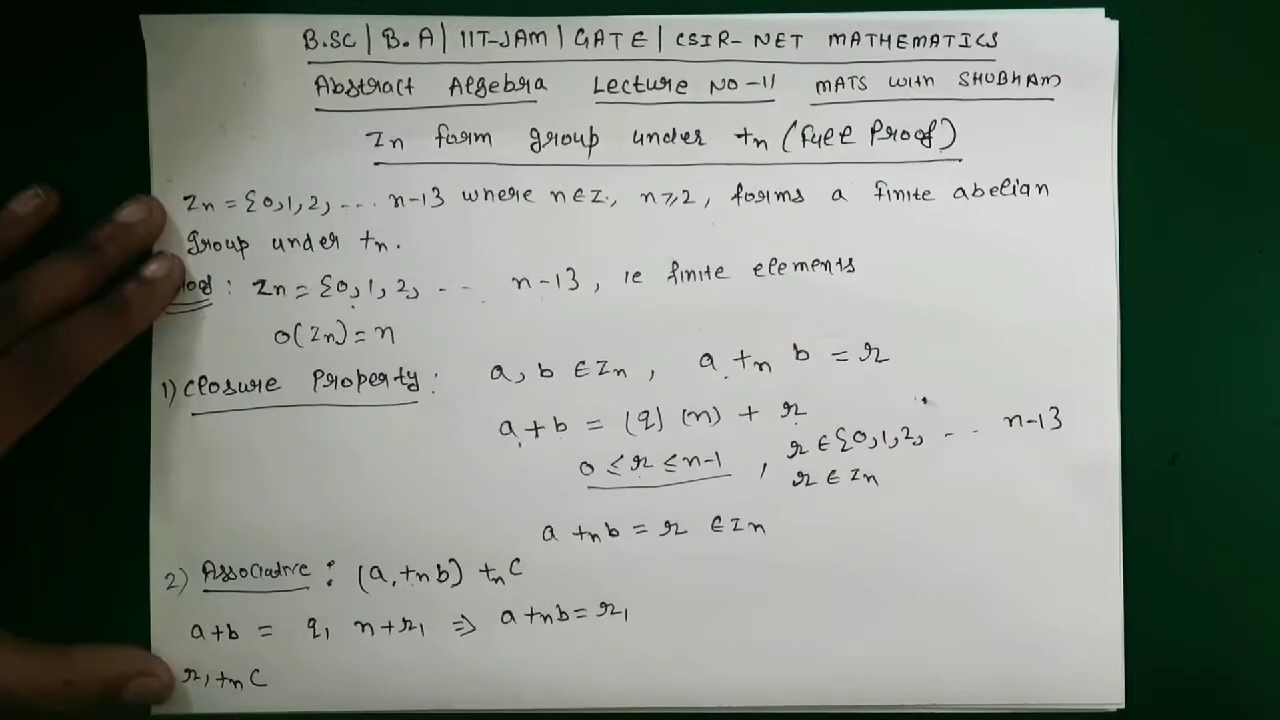 B.SC | B.A | IIT-JAM | GATE | CSIR-NET MATHEMATICS
Abstract Algebra Lecture NO-11 MATS with SHUBHAM
Zn form group under +n (Full Proof)
Zn = {0,1,2, ... n-1} where n∈Z, n≥2, forms a finite abelian
group under +n.
Zn = {0,1,2, -- n-1}, ie finite elements
O(Zn) = n
1) Closure Property: a, b ∈ Zn, a +n b = r
a+b = (q)(n) + r
0 ≤ r ≤ n-1, r ∈ {0,1,2, -- n-1}
r ∈ Zn
a +n b = r ∈ Zn
2) Associative: (a +n b) +n C
a+b = q1 n+r1 ⇒ a +n b = r1
r1 +n C